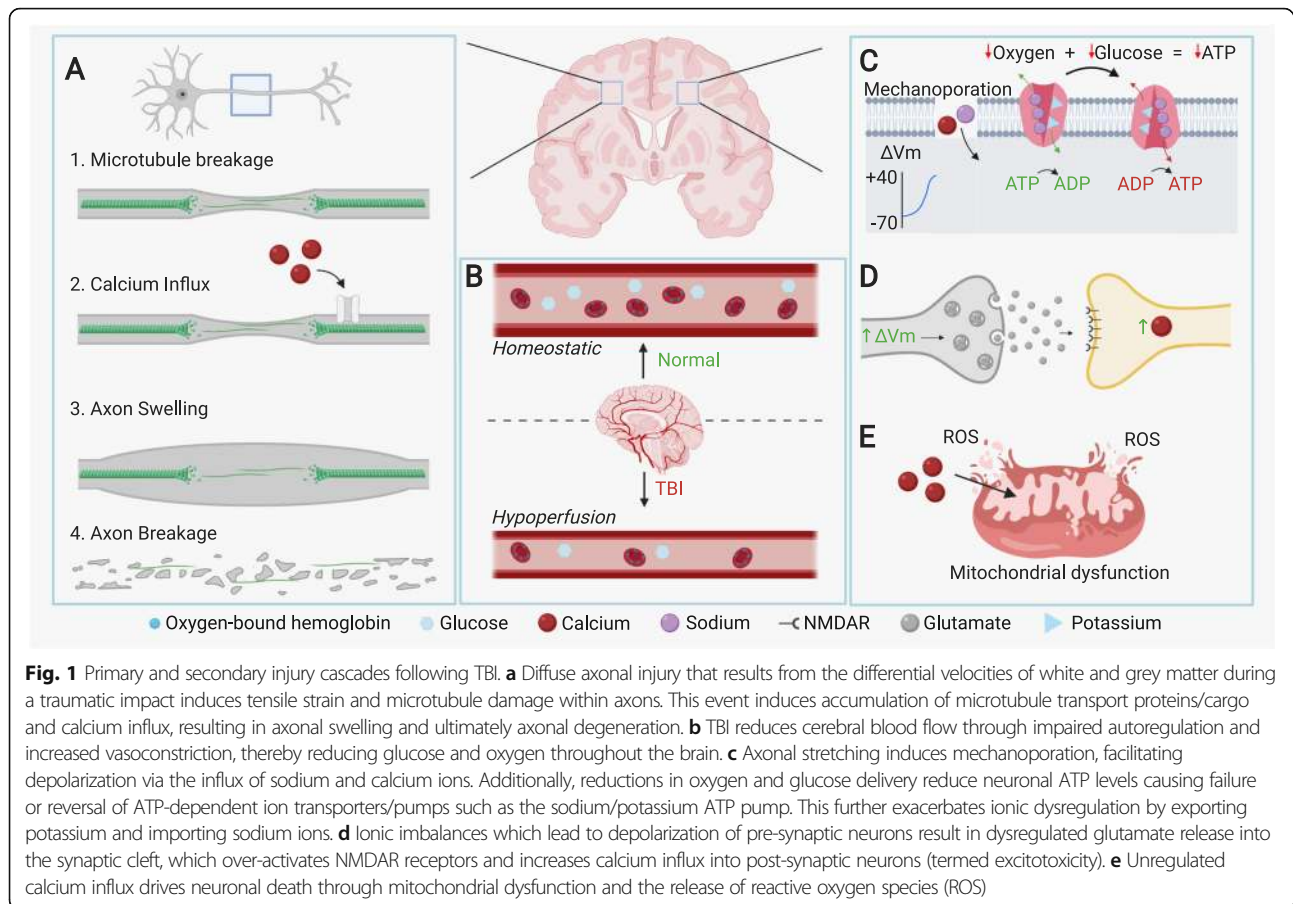 A
1. Microtubule breakage
2. Calcium Influx
3. Axon Swelling
4. Axon Breakage
B
Homeostatic
Normal
TBI
Hypoperfusion
C
↓Oxygen + ↓Glucose = ↓ATP
Mechanoporation
ΔVm
+40
-70
ATP ADP
ADP ATP
D
↑ ΔVm
↑
E
ROS
ROS
Mitochondrial dysfunction
Oxygen-bound hemoglobin Glucose Calcium Sodium NMDAR Glutamate Potassium
Fig. 1 Primary and secondary injury cascades following TBI. a Diffuse axonal injury that results from the differential velocities of white and grey matter during
a traumatic impact induces tensile strain and microtubule damage within axons. This event induces accumulation of microtubule transport proteins/cargo
and calcium influx, resulting in axonal swelling and ultimately axonal degeneration. b TBI reduces cerebral blood flow through impaired autoregulation and
increased vasoconstriction, thereby reducing glucose and oxygen throughout the brain. c Axonal stretching induces mechanoporation, facilitating
depolarization via the influx of sodium and calcium ions. Additionally, reductions in oxygen and glucose delivery reduce neuronal ATP levels causing failure
or reversal of ATP-dependent ion transporters/pumps such as the sodium/potassium ATP pump. This further exacerbates ionic dysregulation by exporting
potassium and importing sodium ions. d Ionic imbalances which lead to depolarization of pre-synaptic neurons result in dysregulated glutamate release into
the synaptic cleft, which over-activates NMDAR receptors and increases calcium influx into post-synaptic neurons (termed excitotoxicity). e Unregulated
calcium influx drives neuronal death through mitochondrial dysfunction and the release of reactive oxygen species (ROS)